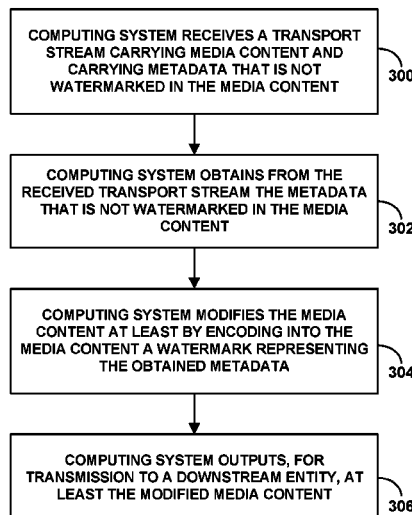 COMPUTING SYSTEM RECEIVES A TRANSPORT
STREAM CARRYING MEDIA CONTENT AND
CARRYING METADATA THAT IS NOT
WATERMARKED IN THE MEDIA CONTENT
300
COMPUTING SYSTEM OBTAINS FROM THE
RECEIVED TRANSPORT STREAM THE METADATA
THAT IS NOT WATERMARKED IN THE MEDIA
CONTENT
302
COMPUTING SYSTEM MODIFIES THE MEDIA
CONTENT AT LEAST BY ENCODING INTO THE
MEDIA CONTENT A WATERMARK REPRESENTING
THE OBTAINED METADATA
304
COMPUTING SYSTEM OUTPUTS, FOR
TRANSMISSION TO A DOWNSTREAM ENTITY, AT
LEAST THE MODIFIED MEDIA CONTENT
306